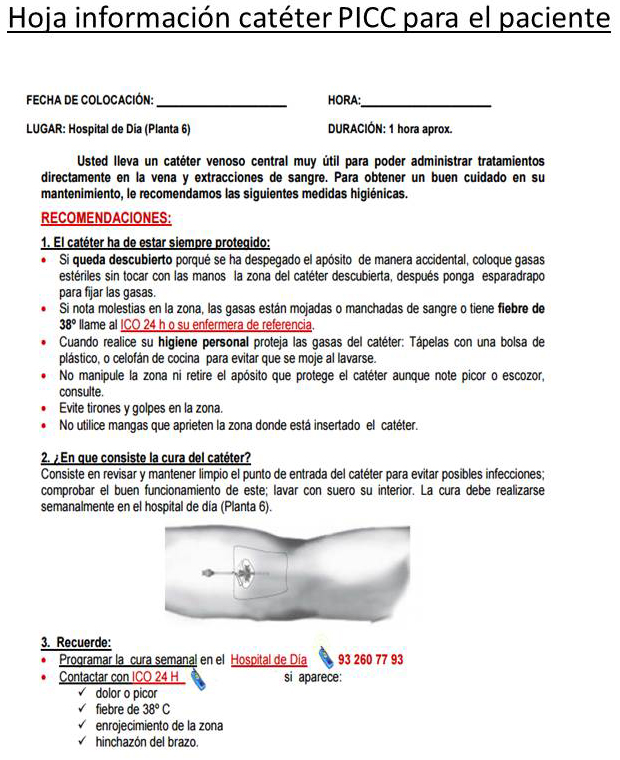 Hoja información catéter PICC para el paciente
FECHA DE COLOCACIÓN: ____________________ HORA:____________________
LUGAR: Hospital de Dia (Planta 6) DURACIÓN: 1 hora aprox.
Usted lleva un catéter venoso central muy útil para poder administrar tratamientos
directamente en la vena y extracciones de sangre. Para obtener un buen cuidado en su
mantenimiento, le recomendamos las siguientes medidas higiénicas.
RECOMENDACIONES:
1. El catéter ha de estar siempre protegido:
• Si queda descubierto porqué se ha despegado el apósito de manera accidental, coloque gasas
estériles sin tocar con las manos la zona del catéter descubierta, después ponga esparadrapo
para fijar las gasas.
• Si nota molestias en la zona, las gasas están mojadas o manchadas de sangre o tiene fiebre de
38º llame al ICO 24 h o su enfermera de referencia.
• Cuando realice su higiene personal proteja las gasas del catéter: Tápelas con una bolsa de
plástico, o celofán de cocina para evitar que se moje al lavarse.
• No manipule la zona ni retire el apósito que protege el catéter aunque note picor o escozor,
consulte.
• Evite tirones y golpes en la zona.
• No utilice mangas que aprieten la zona donde está insertado el catéter.
2. ¿En que consiste la cura del catéter?
Consiste en revisar y mantener limpio el punto de entrada del catéter para evitar posibles infecciones;
comprobar el buen funcionamiento de este; lavar con suero su interior. La cura debe realizarse
semanalmente en el hospital de día (Planta 6).
3. Recuerde:
• Programar la cura semanal en el Hospital de Día 93 260 77 93
• Contactar con ICO 24 H si aparece:
✓ dolor o picor
✓ fiebre de 38º C
✓ enrojecimiento de la zona
✓ hinchazón del brazo.